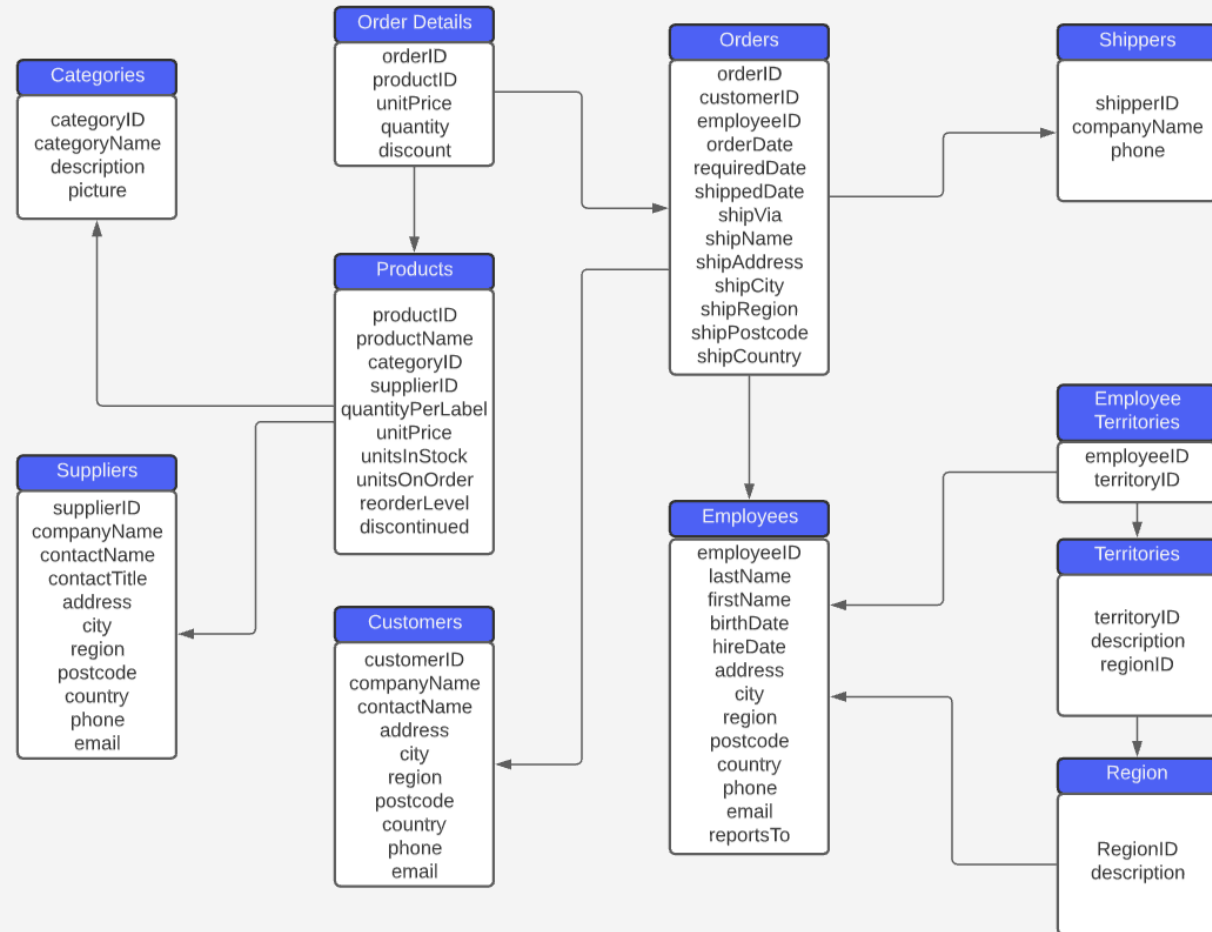 Categories
categoryID
categoryName
description
picture
Order Details
orderID
productID
unitPrice
quantity
discount
Orders
orderID
customerID
employeeID
orderDate
requiredDate
shippedDate
shipVia
shipName
shipAddress
shipCity
shipRegion
shipPostcode
shipCountry
Shippers
shipperID
companyName
phone
Products
productID
productName
categoryID
supplierID
quantityPerLabel
unitPrice
unitsInStock
unitsOnOrder
reorderLevel
discontinued
Suppliers
supplierID
companyName
contactName
contactTitle
address
city
region
postcode
country
phone
email
Customers
customerID
companyName
contactName
address
city
region
postcode
country
phone
email
Employees
employeeID
lastName
firstName
birthDate
hireDate
address
city
region
postcode
country
phone
email
reportsTo
Employee
Territories
employeeID
territoryID
Territories
territoryID
description
regionID
Region
RegionID
description